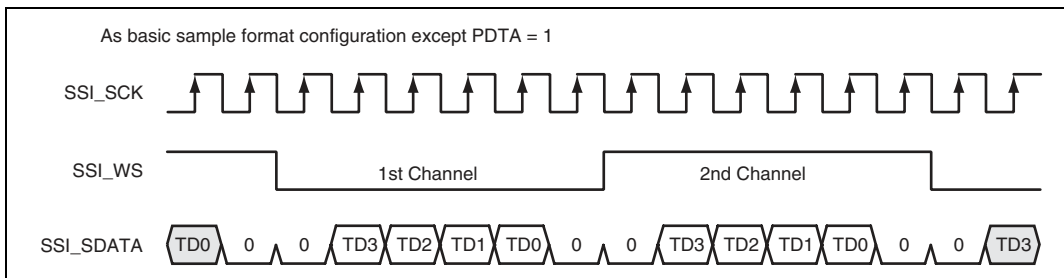 As basic sample format configuration except PDTA = 1
SSI_SCK
SSI_WS 1st Channel 2nd Channel
SSI_SDATA TD0 0 0 TD3 TD2 TD1 TD0 0 0 TD3 TD2 TD1 TD0 0 0 TD3